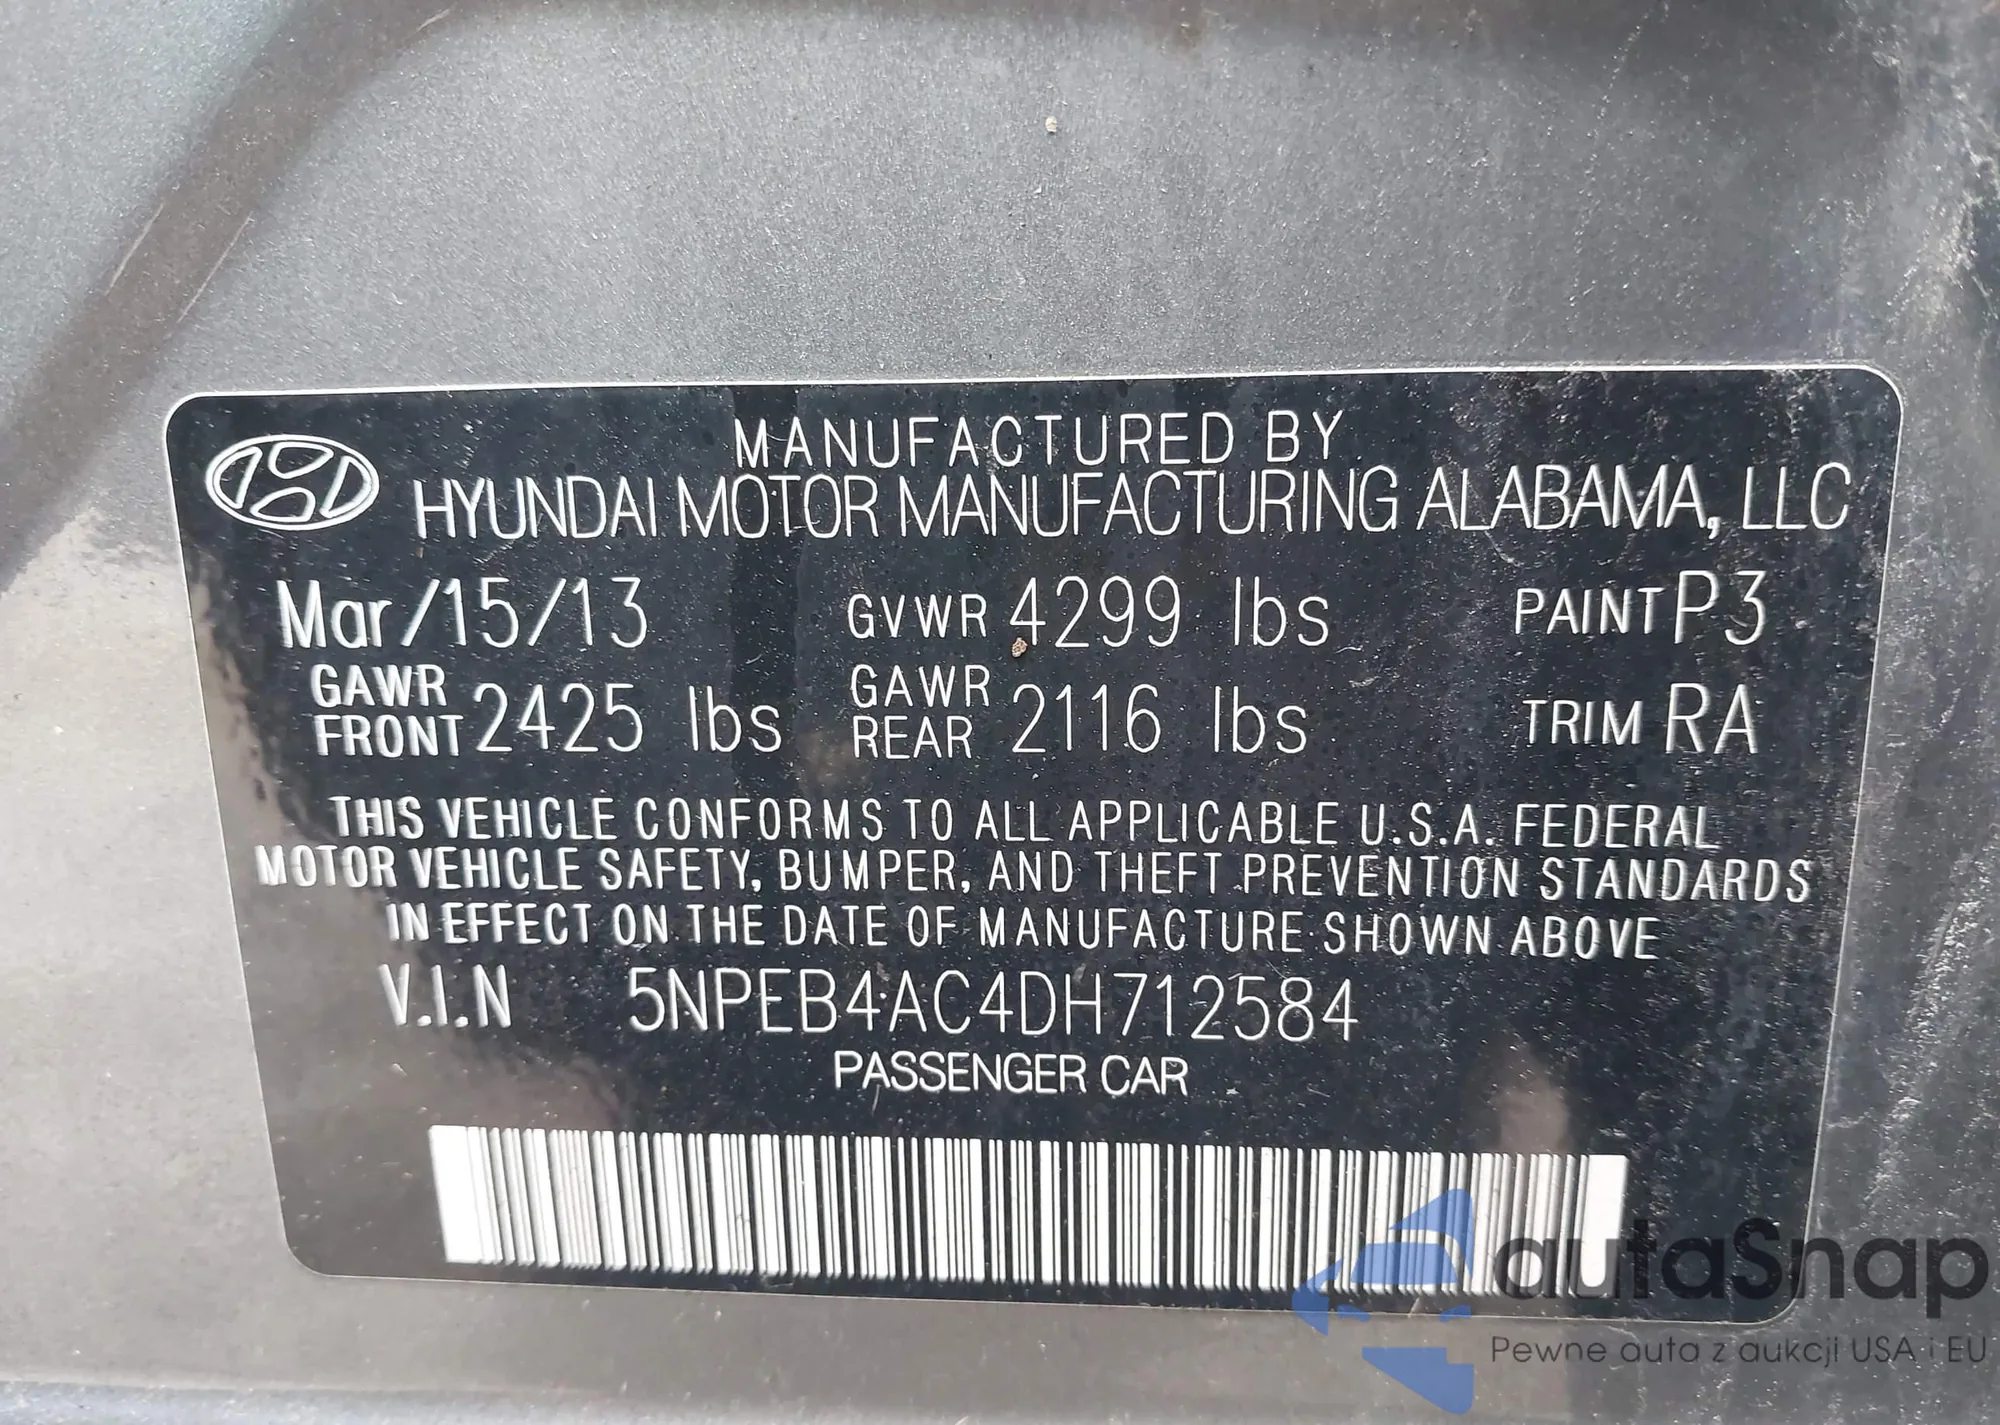 MANUFACTURED BY
HYUNDAI MOTOR MANUFACTURING ALABAMA, LLC
Mar/15/13 GVWR 4299 lbs PAINT P3
GAWR FRONT 2425 lbs GAWR REAR 2116 lbs TRIM RA
THIS VEHICLE CONFORMS TO ALL APPLICABLE U.S.A. FEDERAL
MOTOR VEHICLE SAFETY, BUMPER, AND THEFT PREVENTION STANDARDS
IN EFFECT ON THE DATE OF MANUFACTURE SHOWN ABOVE
V.I.N 5NPEB4AC4DH712584
PASSENGER CAR
autaSnap
Pewne auta z aukcji USA i EU